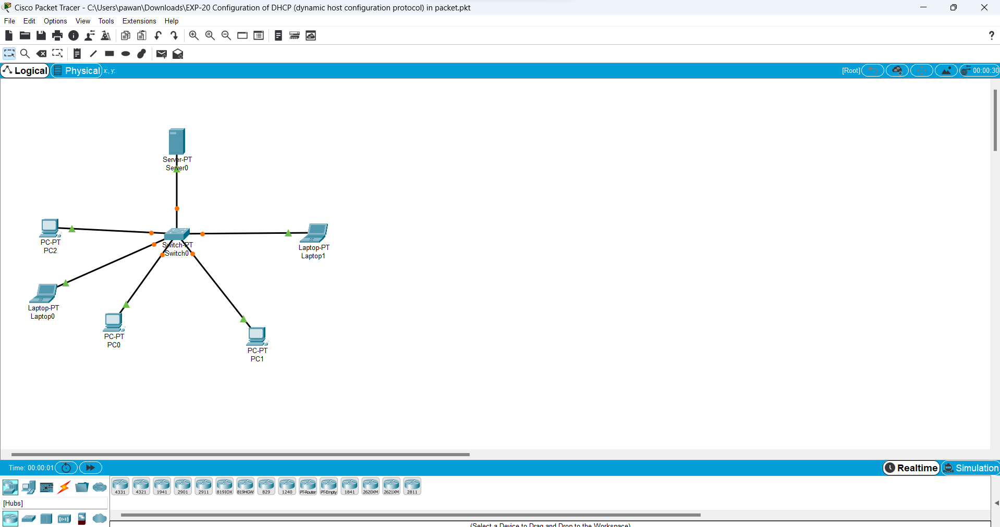 Cisco Packet Tracer - C:\Users\pawan\Downloads\EXP-20 Configuration of DHCP (dynamic host configuration protocol) in packet.pkt
File Edit Options View Tools Extensions Help
?
Logical Physical x:, y: [Root] 00:00:30
Server-PT
Server0
PC-PT
PC2
Switch-PT
Switch0
Laptop-PT
Laptop1
Laptop-PT
Laptop0
PC-PT
PC0
PC-PT
PC1
Time: 00:00:01 Realtime Simulation
4331 4321 1941 2901 2911 819IOX 819HGW 829 1240 PT-Router PT-Empty 1841 2620XM 2621XM 2811
[Hubs]
(Select a Device to Drag and Drop to the Workspace)